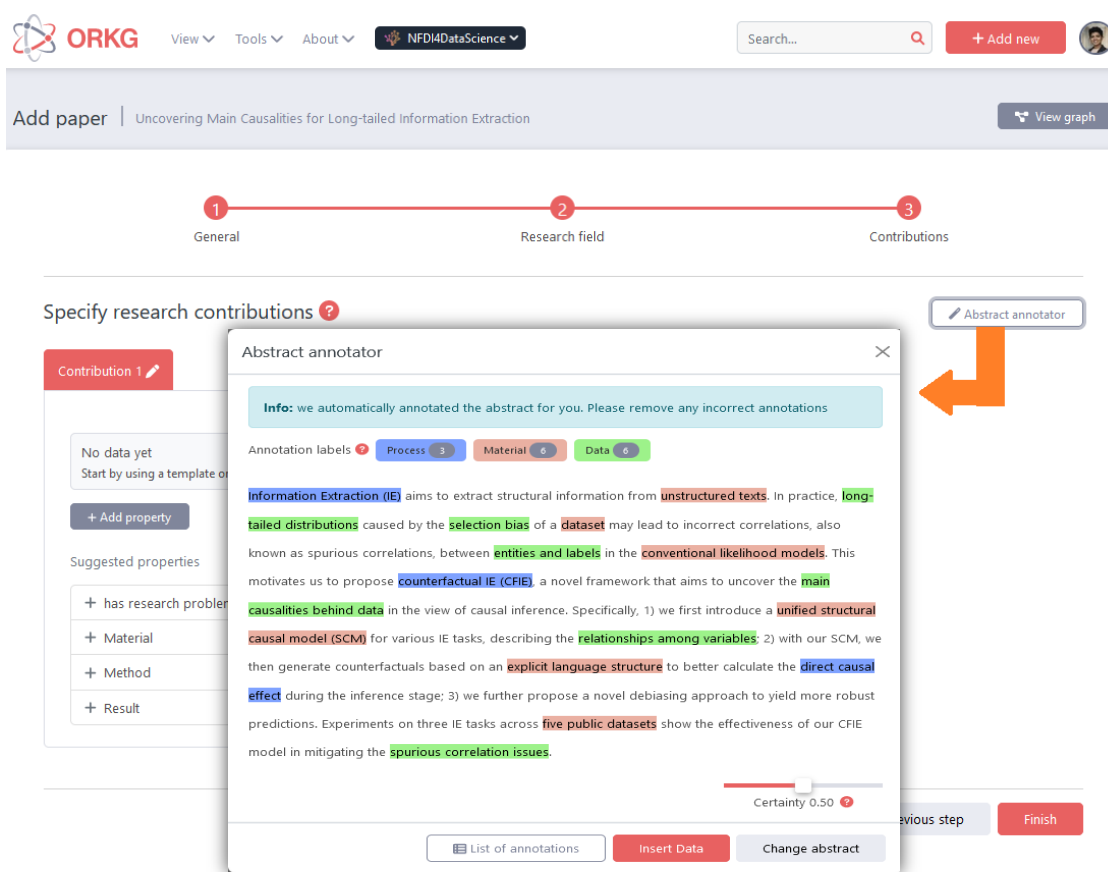 ORKG View Tools About NFDI4DataScience Search... + Add new
Add paper Uncovering Main Causalities for Long-tailed Information Extraction View graph
1 2 3
General Research field Contributions
Specify research contributions ? Abstract annotator
Contribution 1
No data yet
Start by using a template or
+ Add property
Suggested properties
+ has research problem
+ Material
+ Method
+ Result
Abstract annotator
Info: we automatically annotated the abstract for you. Please remove any incorrect annotations
Annotation labels ? Process 3 Material 6 Data 6
Information Extraction (IE) aims to extract structural information from unstructured texts. In practice, long-
tailed distributions caused by the selection bias of a dataset may lead to incorrect correlations, also
known as spurious correlations, between entities and labels in the conventional likelihood models. This
motivates us to propose counterfactual IE (CFIE), a novel framework that aims to uncover the main
causalities behind data in the view of causal inference. Specifically, 1) we first introduce a unified structural
causal model (SCM) for various IE tasks, describing the relationships among variables; 2) with our SCM, we
then generate counterfactuals based on an explicit language structure to better calculate the direct causal
effect during the inference stage; 3) we further propose a novel debiasing approach to yield more robust
predictions. Experiments on three IE tasks across five public datasets show the effectiveness of our CFIE
model in mitigating the spurious correlation issues.
Certainty 0.50 ?
evious step Finish
List of annotations Insert Data Change abstract